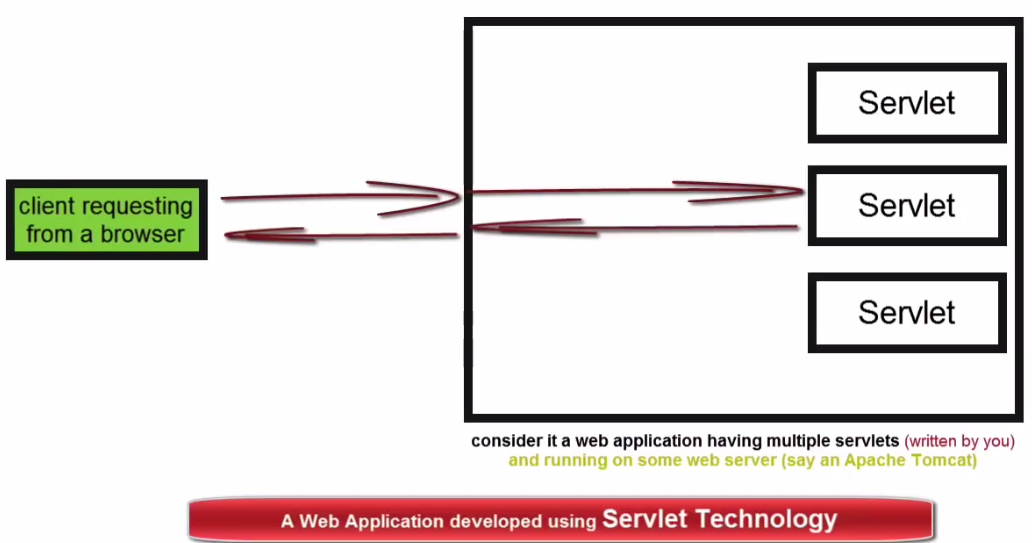 Servlet
client requesting
from a browser
Servlet
Servlet
consider it a web application having multiple servlets (written by you)
and running on some web server (say an Apache Tomcat)
A Web Application developed using Servlet Technology